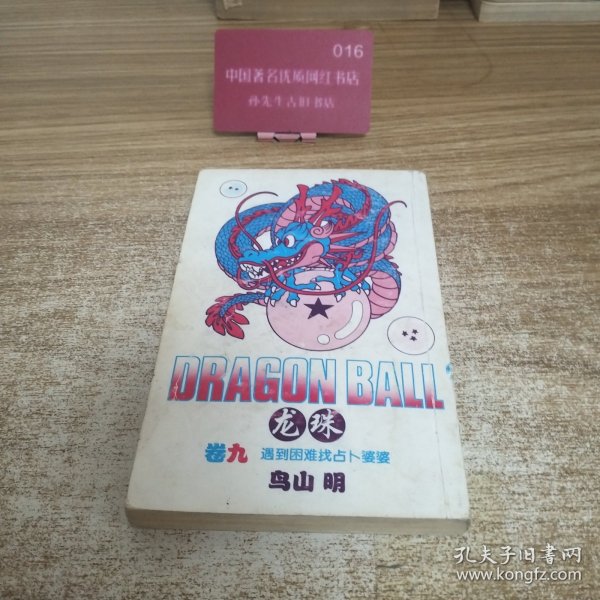 016
中国著名优质网红书店
孙先生古旧书店
DRAGON BALL
龙珠
卷九 遇到困难找占卜婆婆
鸟山 明
孔夫子旧书网
www.kongfz.com